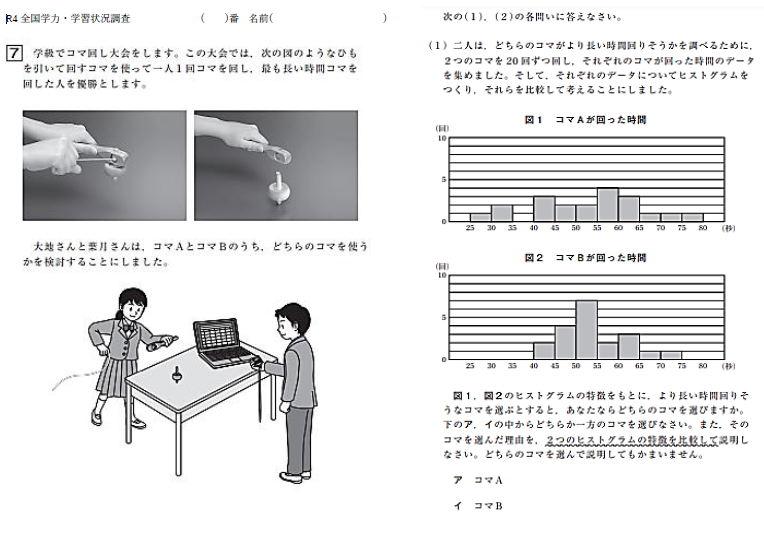 R4 全国学力・学習状況調査　（　　）番　名前(　　　　　　　　　)
7　学級でコマ回し大会をします。この大会では，次の図のようなひも
を引いて回すコマを使って一人１回コマを回し，最も長い時間コマを
回した人を優勝とします。
大地さんと葉月さんは，コマＡとコマＢのうち，どちらのコマを使う
かを検討することにしました。
次の(1)，(2)の各問いに答えなさい。
(1) 二人は，どちらのコマがより長い時間回りそうかを調べるために，
２つのコマを20回ずつ回し，それぞれのコマが回った時間のデータ
を集めました。そして，それぞれのデータについてヒストグラムを
つくり，それらを比較して考えることにしました。
図１　コマＡが回った時間
(回)
10
5
0
25 30 35 40 45 50 55 60 65 70 75 80 (秒)
図２　コマＢが回った時間
(回)
10
5
0
25 30 35 40 45 50 55 60 65 70 75 80 (秒)
図１，図２のヒストグラムの特徴をもとに，より長い時間回りそ
うなコマを選ぶとすると，あなたならどちらのコマを選びますか。
下のア，イの中からどちらか一方のコマを選びなさい。また，その
コマを選んだ理由を，２つのヒストグラムの特徴を比較して説明し
なさい。どちらのコマを選んで説明してもかまいません。
ア　コマＡ
イ　コマＢ